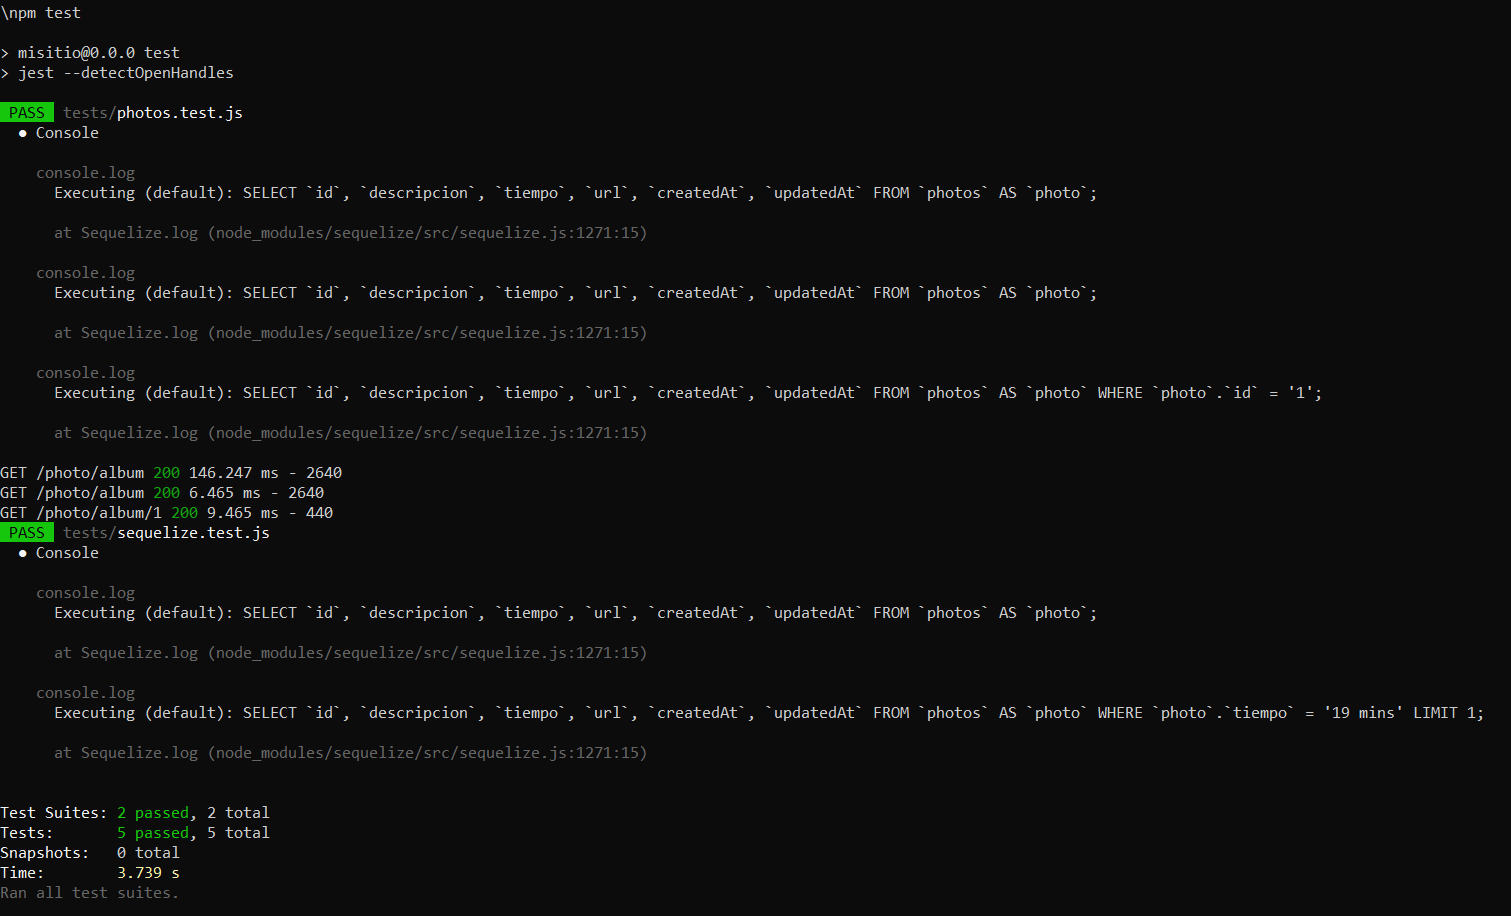 \npm test
> misitio@0.0.0 test
> jest --detectOpenHandles
PASS tests/photos.test.js
● Console
console.log
Executing (default): SELECT `id`, `descripcion`, `tiempo`, `url`, `createdAt`, `updatedAt` FROM `photos` AS `photo`;
at Sequelize.log (node_modules/sequelize/src/sequelize.js:1271:15)
console.log
Executing (default): SELECT `id`, `descripcion`, `tiempo`, `url`, `createdAt`, `updatedAt` FROM `photos` AS `photo`;
at Sequelize.log (node_modules/sequelize/src/sequelize.js:1271:15)
console.log
Executing (default): SELECT `id`, `descripcion`, `tiempo`, `url`, `createdAt`, `updatedAt` FROM `photos` AS `photo` WHERE `photo`.`id` = '1';
at Sequelize.log (node_modules/sequelize/src/sequelize.js:1271:15)
GET /photo/album 200 146.247 ms - 2640
GET /photo/album 200 6.465 ms - 2640
GET /photo/album/1 200 9.465 ms - 440
PASS tests/sequelize.test.js
● Console
console.log
Executing (default): SELECT `id`, `descripcion`, `tiempo`, `url`, `createdAt`, `updatedAt` FROM `photos` AS `photo`;
at Sequelize.log (node_modules/sequelize/src/sequelize.js:1271:15)
console.log
Executing (default): SELECT `id`, `descripcion`, `tiempo`, `url`, `createdAt`, `updatedAt` FROM `photos` AS `photo` WHERE `photo`.`tiempo` = '19 mins' LIMIT 1;
at Sequelize.log (node_modules/sequelize/src/sequelize.js:1271:15)
Test Suites: 2 passed, 2 total
Tests: 5 passed, 5 total
Snapshots: 0 total
Time: 3.739 s
Ran all test suites.